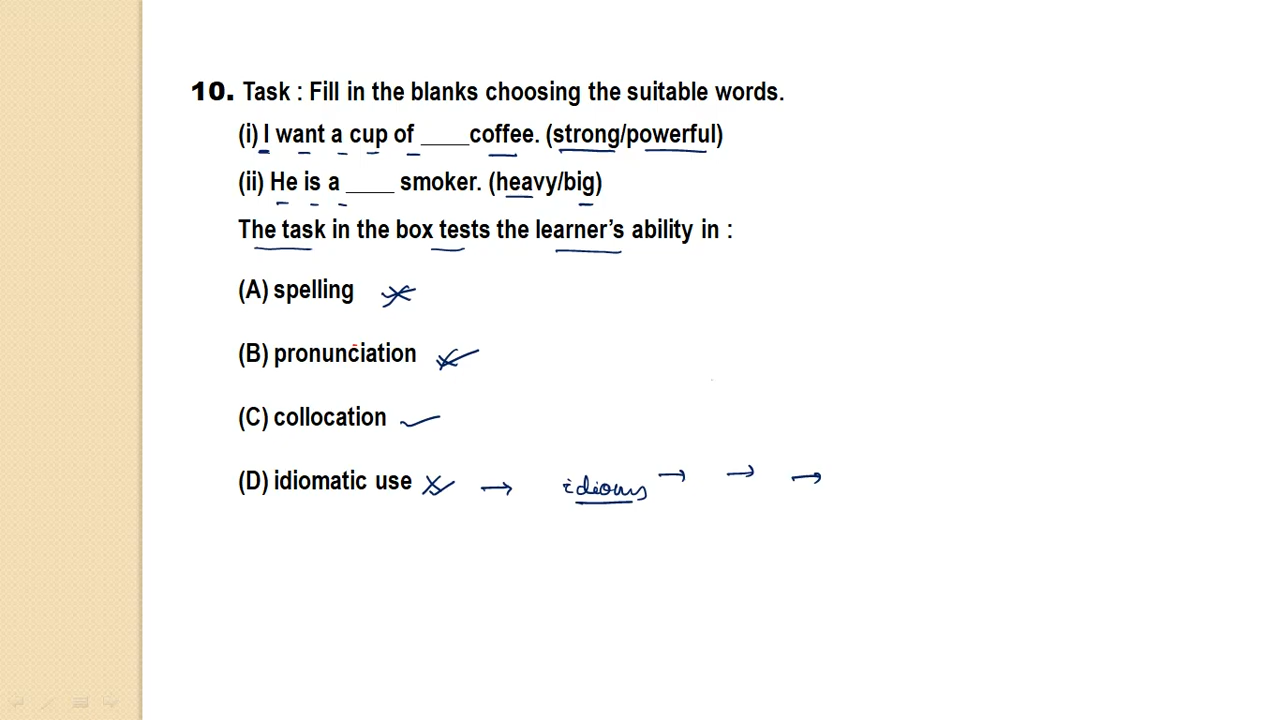 10. Task : Fill in the blanks choosing the suitable words.
(i) I want a cup of ____coffee. (strong/powerful)
(ii) He is a ____ smoker. (heavy/big)
The task in the box tests the learner's ability in :
(A) spelling
(B) pronunciation
(C) collocation
(D) idiomatic use → idioms → → →